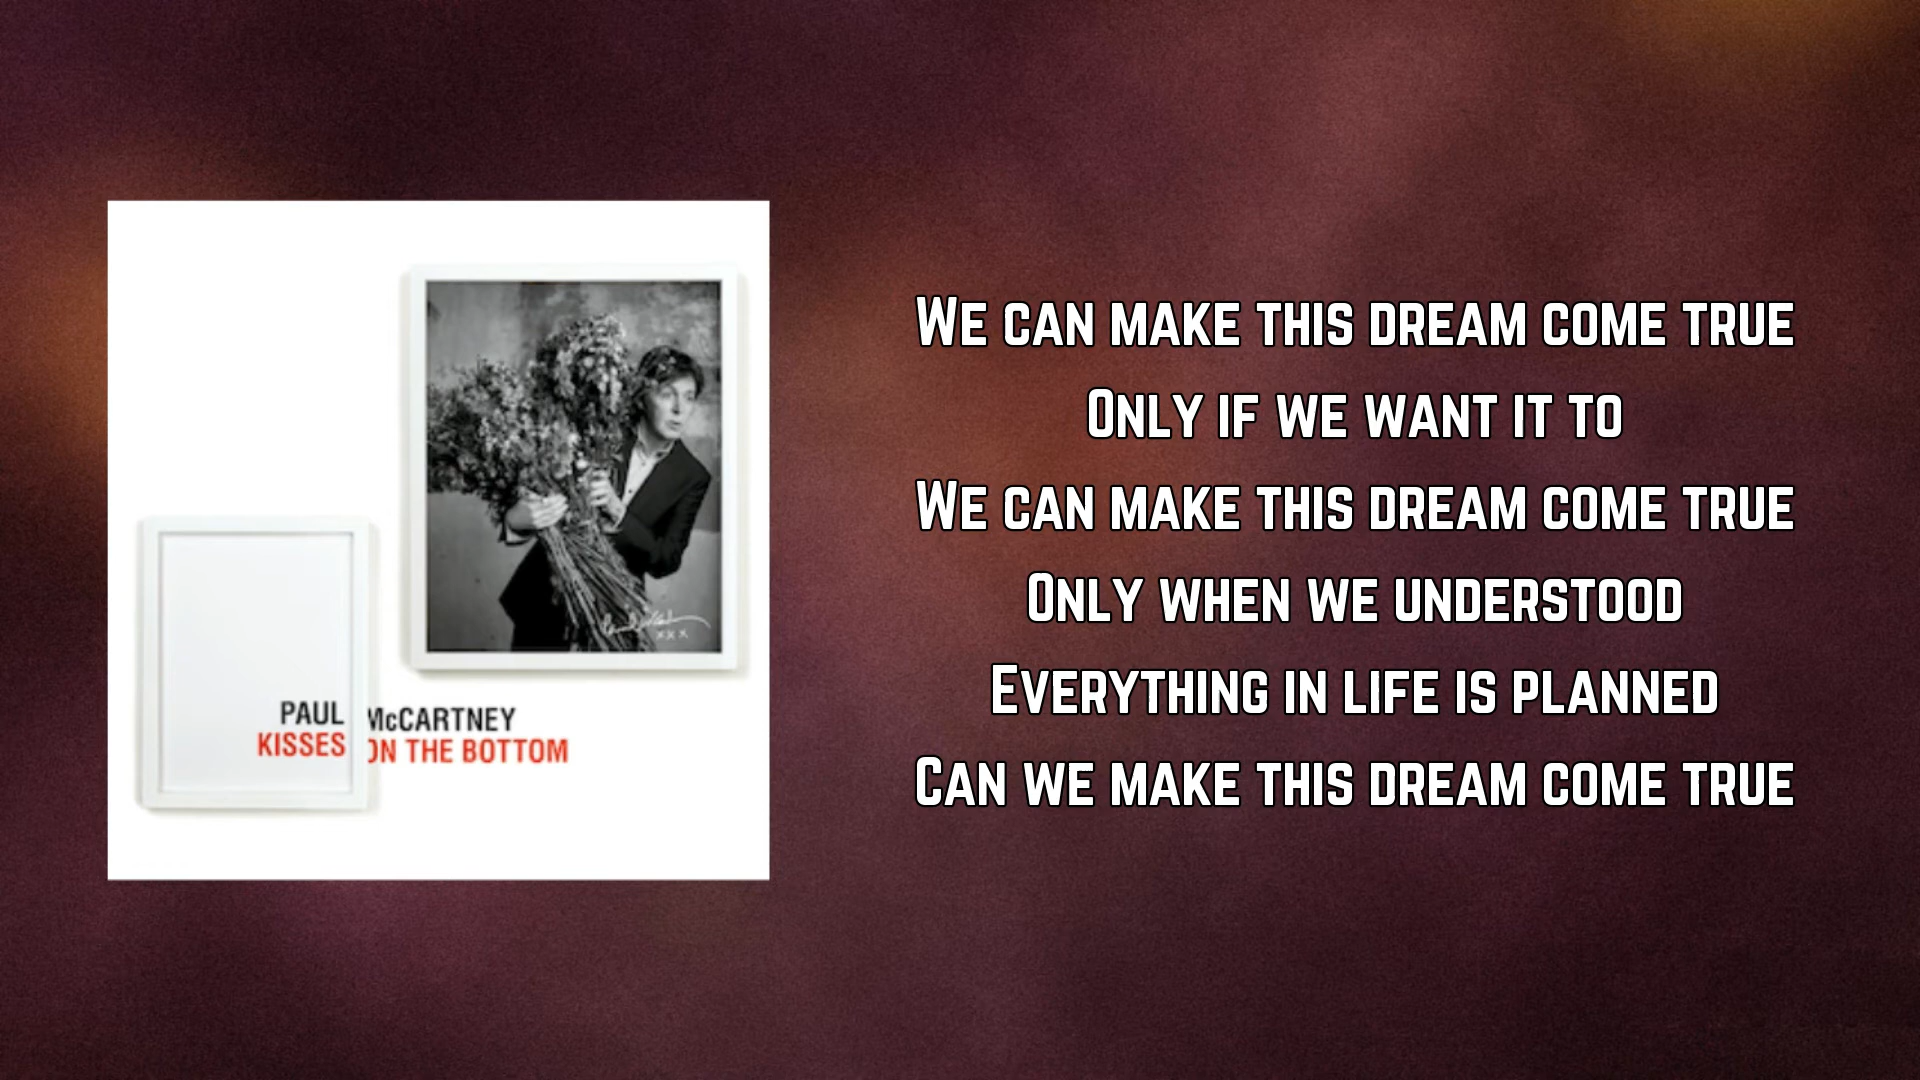 PAUL McCARTNEY
KISSES ON THE BOTTOM
xxx
We can make this dream come true
Only if we want it to
We can make this dream come true
Only when we understood
Everything in life is planned
Can we make this dream come true